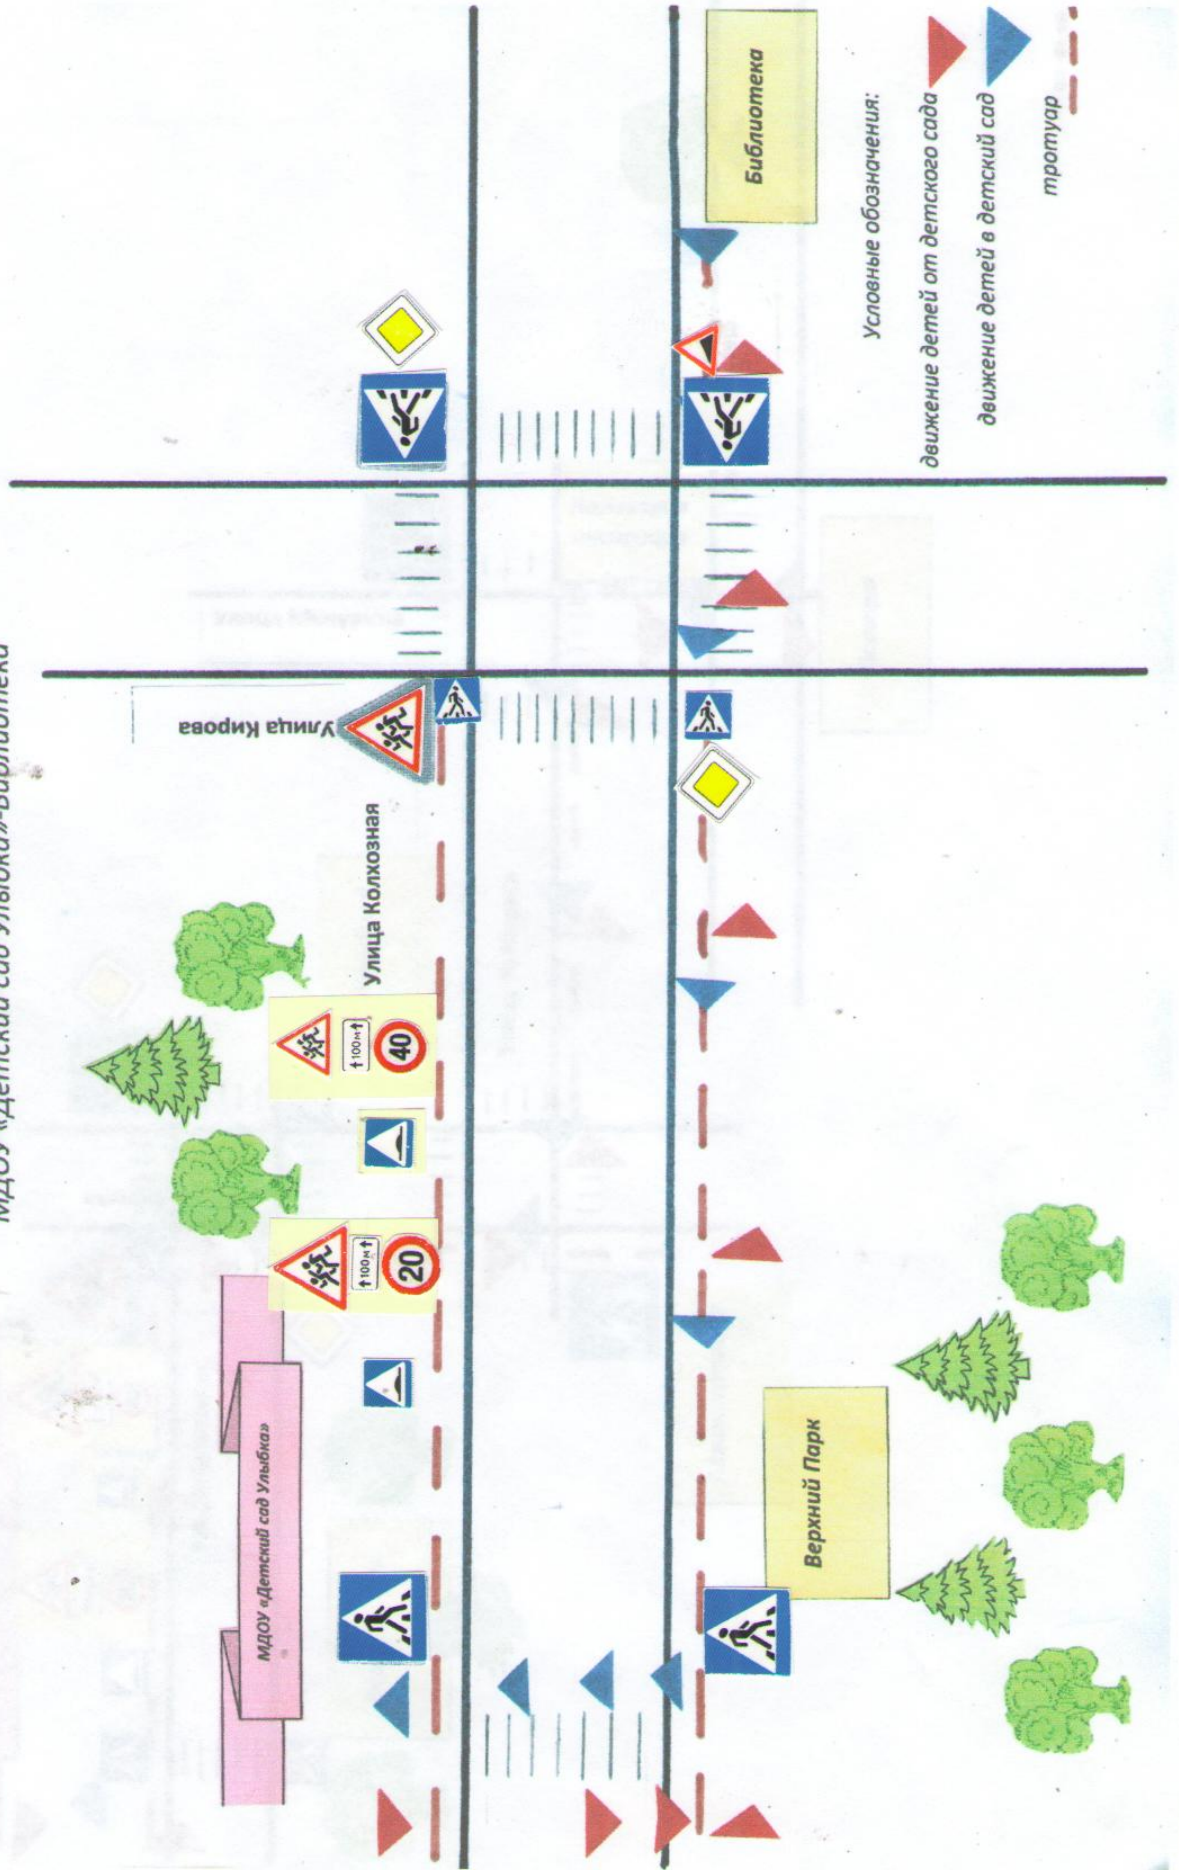 МДОУ «Детский сад Улыбка»-Библиотека
МДОУ «Детский сад Улыбка»
100м
20
100м
40
Улица Колхозная
Улица Кирова
Верхний Парк
Библиотека
Условные обозначения:
движение детей от детского сада
движение детей в детский сад
тротуар